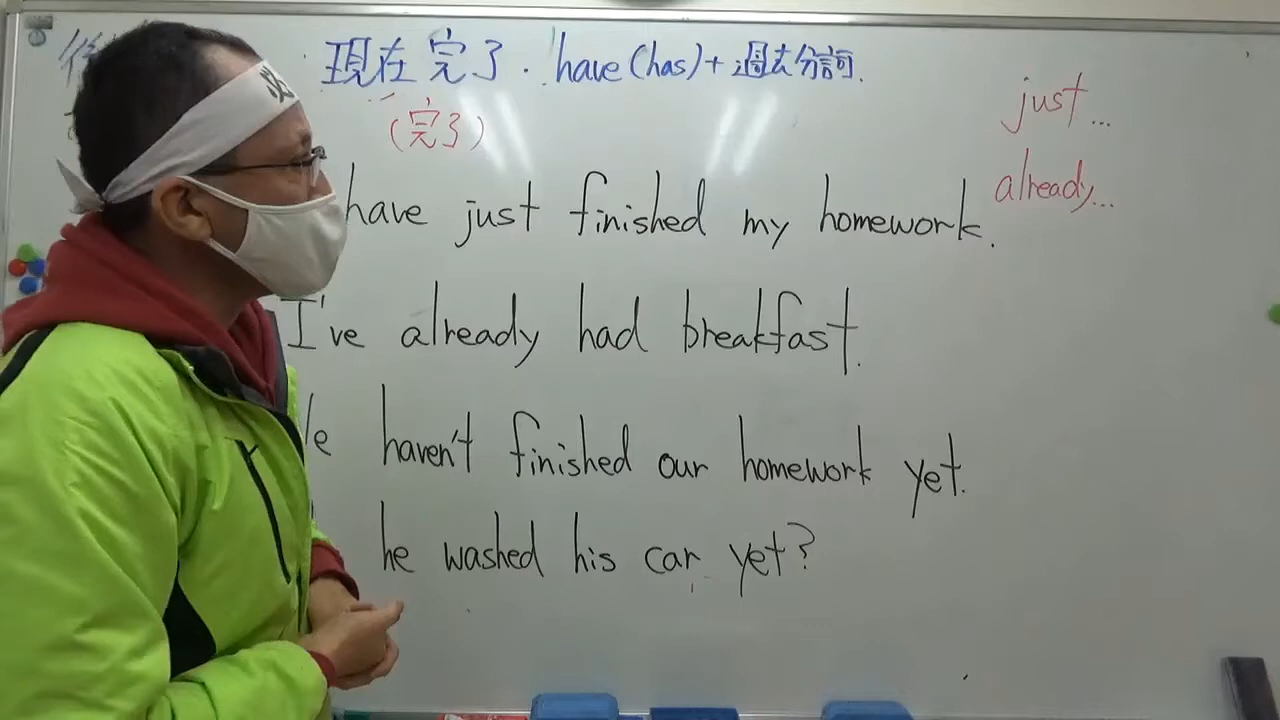 現在完了. have (has) + 過去分詞.
(完了)
just...
already...
have just finished my homework.
I've already had breakfast.
haven't finished our homework yet.
he washed his car yet?